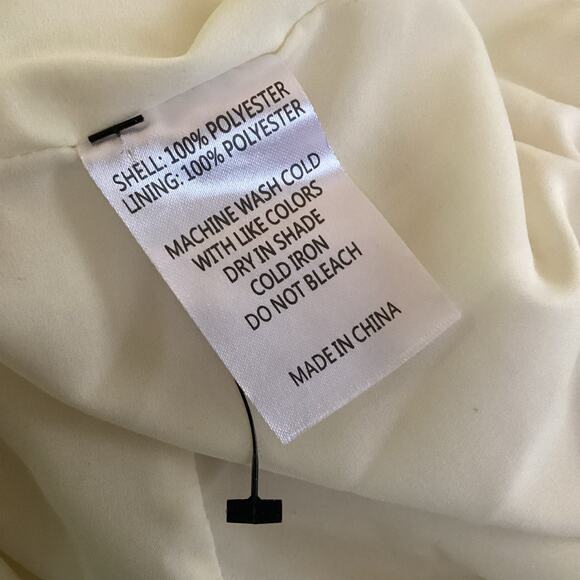 SHELL: 100% POLYESTER
LINING: 100% POLYESTER
MACHINE WASH COLD
WITH LIKE COLORS
DRY IN SHADE
COLD IRON
DO NOT BLEACH
MADE IN CHINA